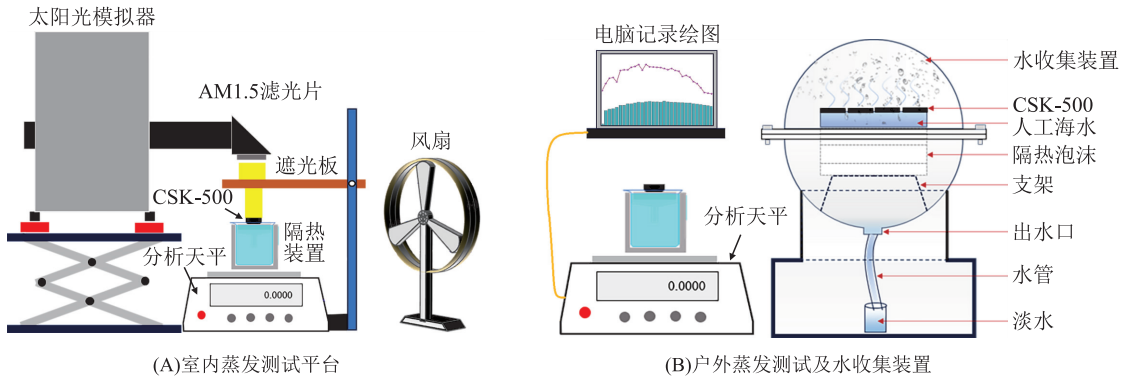 太阳光模拟器
AM1.5滤光片
遮光板
CSK-500
隔热
装置
分析天平
0.0000
风扇
(A)室内蒸发测试平台
电脑记录绘图
分析天平
0.0000
水收集装置
CSK-500
人工海水
隔热泡沫
支架
出水口
水管
淡水
(B)户外蒸发测试及水收集装置